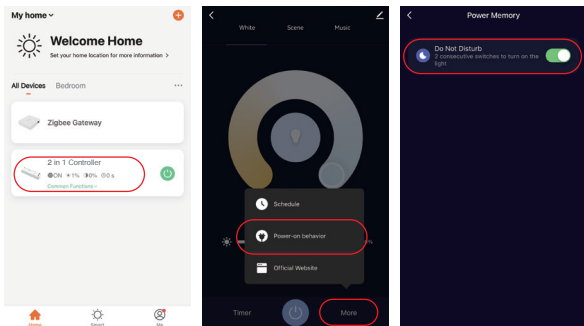 My home
Welcome Home
Set your home location for more information >
All Devices Bedroom ...
Zigbee Gateway
2 in 1 Controller
ON 1% 0% 0 s
Common Functions
Home Smart Me
White Scene Music
Schedule
Power-on behavior
Official Website
Timer More
Power Memory
Do Not Disturb
2 consecutive switches to turn on the
light